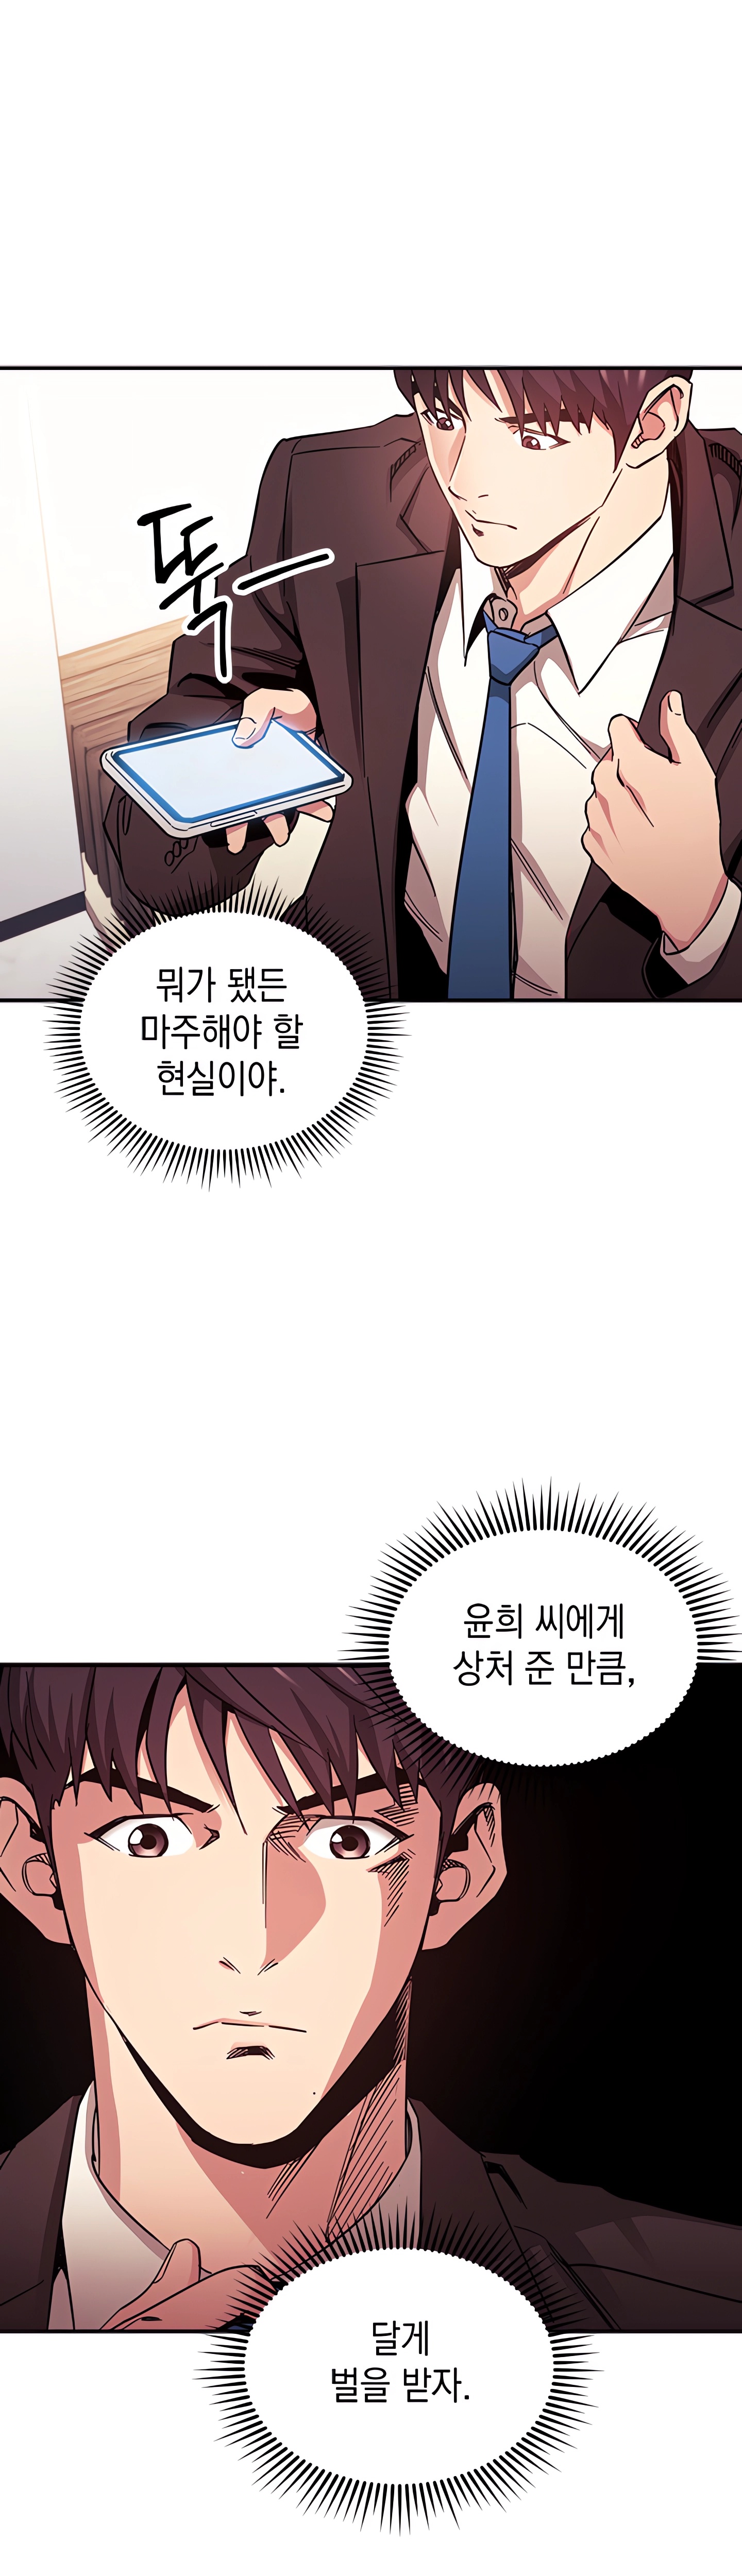 뚝
뭐가 됐든
마주해야 할
현실이야.
윤희 씨에게
상처 준 만큼,
달게
벌을 받자.